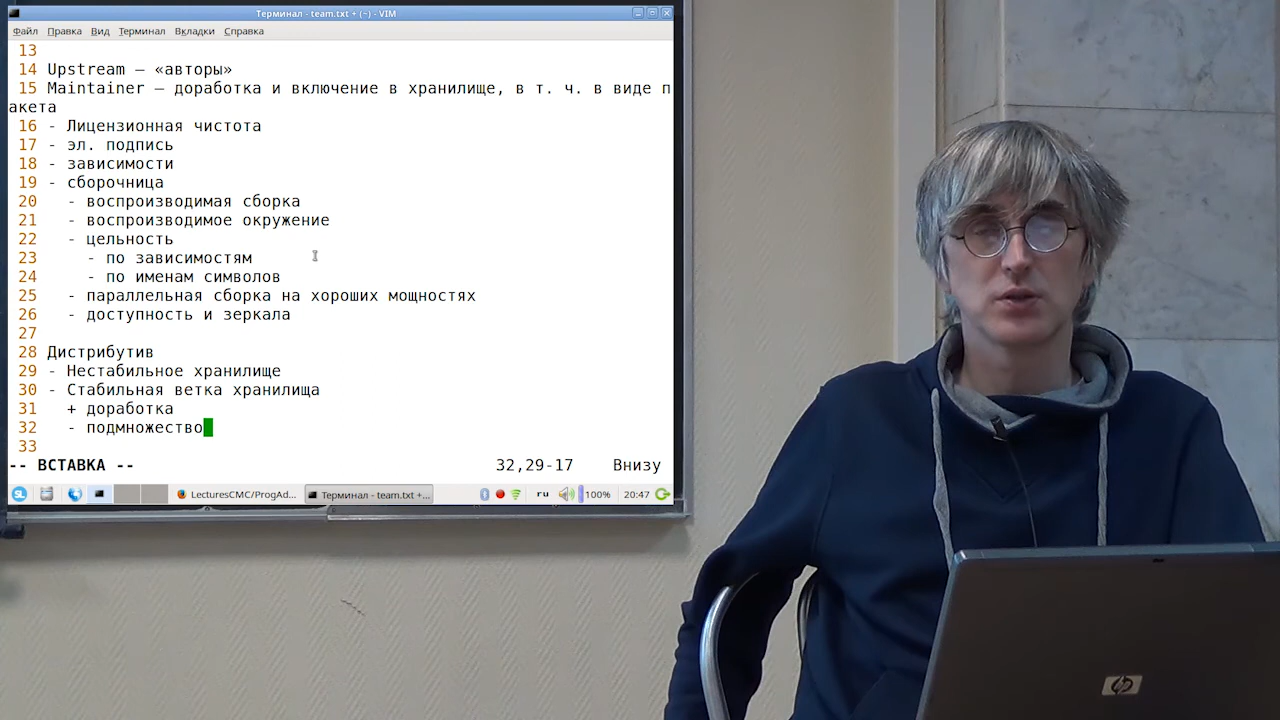 Терминал - team.txt + (~) - VIM
Файл Правка Вид Терминал Вкладки Справка
13
14 Upstream — «авторы»
15 Maintainer — доработка и включение в хранилище, в т. ч. в виде п
акета
16 - Лицензионная чистота
17 - эл. подпись
18 - зависимости
19 - сборочница
20 - воспроизводимая сборка
21 - воспроизводимое окружение
22 - цельность
23 - по зависимостям
24 - по именам символов
25 - параллельная сборка на хороших мощностях
26 - доступность и зеркала
27
28 Дистрибутив
29 - Нестабильное хранилище
30 - Стабильная ветка хранилища
31 + доработка
32 - подмножество
33
-- ВСТАВКА -- 32,29-17 Внизу
SL LecturesCMC/ProgAd... Терминал - team.txt +... ru 100% 20:47
hp